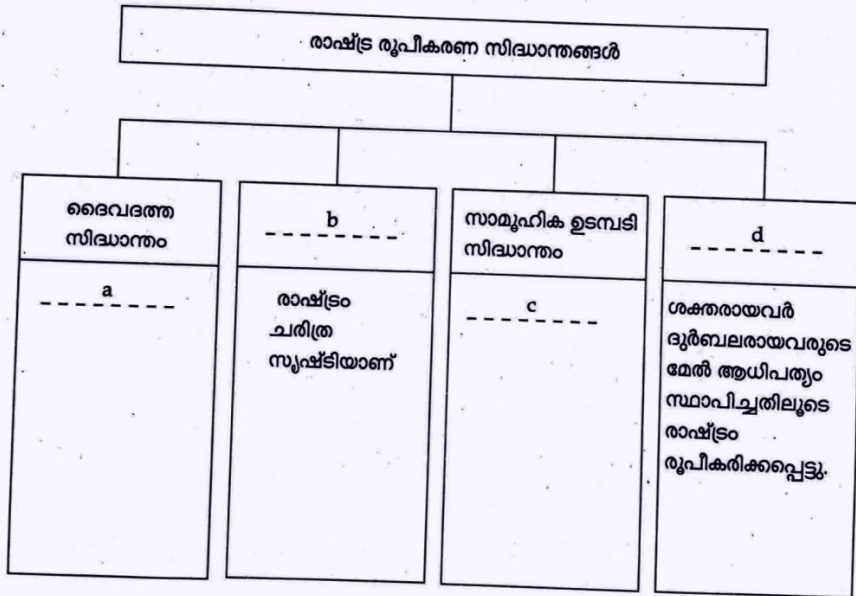 രാഷ്ട്ര രൂപീകരണ സിദ്ധാന്തങ്ങൾ
ദൈവദത്ത
സിദ്ധാന്തം
a
b
രാഷ്ട്രം
ചരിത്ര
സൃഷ്ടിയാണ്
സാമൂഹിക ഉടമ്പടി
സിദ്ധാന്തം
c
d
ശക്തരായവർ
ദുർബലരായവരുടെ
മേൽ ആധിപത്യം
സ്ഥാപിച്ചതിലൂടെ
രാഷ്ട്രം
രൂപീകരിക്കപ്പെട്ടു.